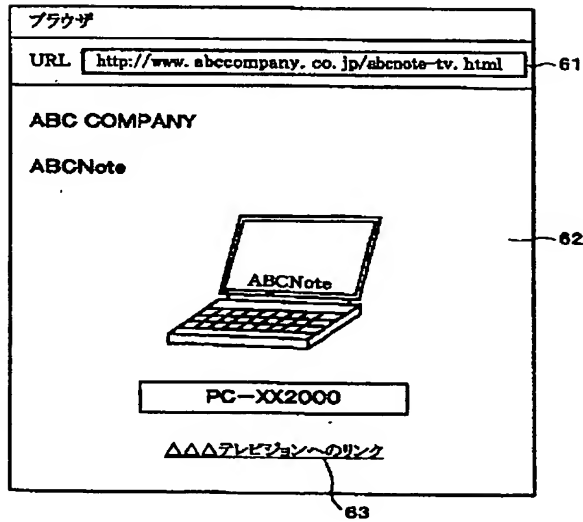 ブラウザ
URL http://www.abccompany.co.jp/abcnote-tv.html
61
ABC COMPANY
ABCNote
62
ABCNote
PC-XX2000
△△△テレビジョンへのリンク
63